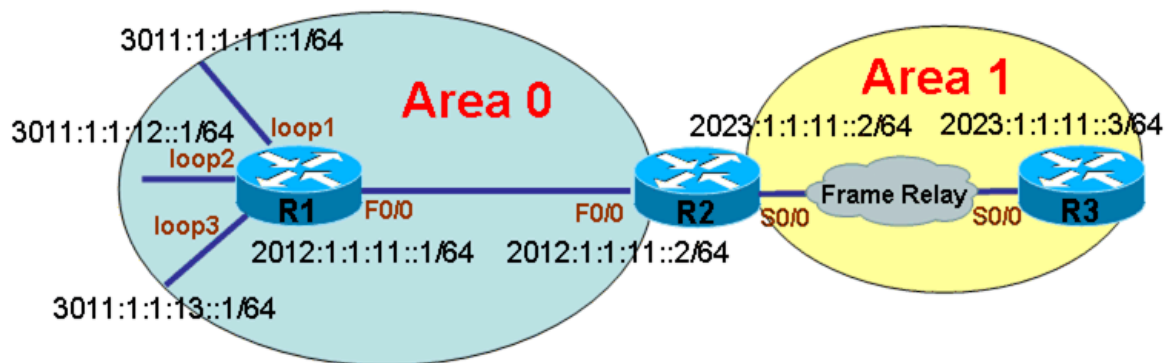 3011:1:1:11::1/64
Area 0
Area 1
3011:1:1:12::1/64
loop1
2023:1:1:11::2/64
2023:1:1:11::3/64
loop2
R1
F0/0
F0/0
R2
S0/0
Frame Relay
S0/0
R3
loop3
2012:1:1:11::1/64
2012:1:1:11::2/64
3011:1:1:13::1/64